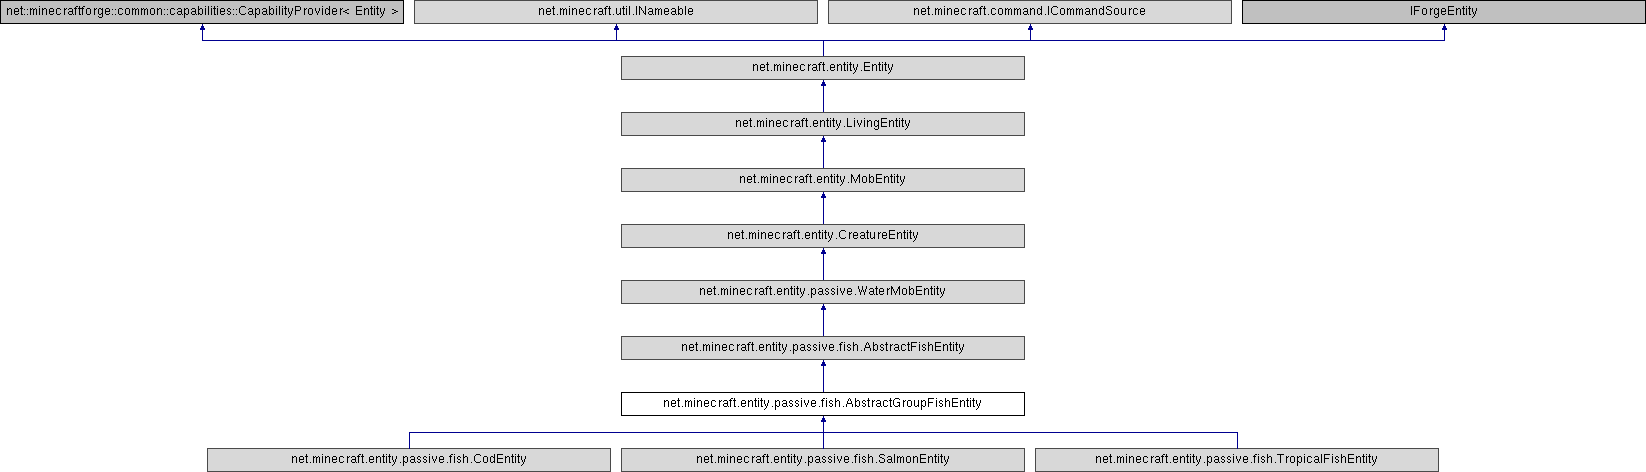 net::minecraftforge::common::capabilities::CapabilityProvider< Entity >
net.minecraft.util.INameable
net.minecraft.command.ICommandSource
IForgeEntity
net.minecraft.entity.Entity
net.minecraft.entity.LivingEntity
net.minecraft.entity.MobEntity
net.minecraft.entity.CreatureEntity
net.minecraft.entity.passive.WaterMobEntity
net.minecraft.entity.passive.fish.AbstractFishEntity
net.minecraft.entity.passive.fish.AbstractGroupFishEntity
net.minecraft.entity.passive.fish.CodEntity
net.minecraft.entity.passive.fish.SalmonEntity
net.minecraft.entity.passive.fish.TropicalFishEntity